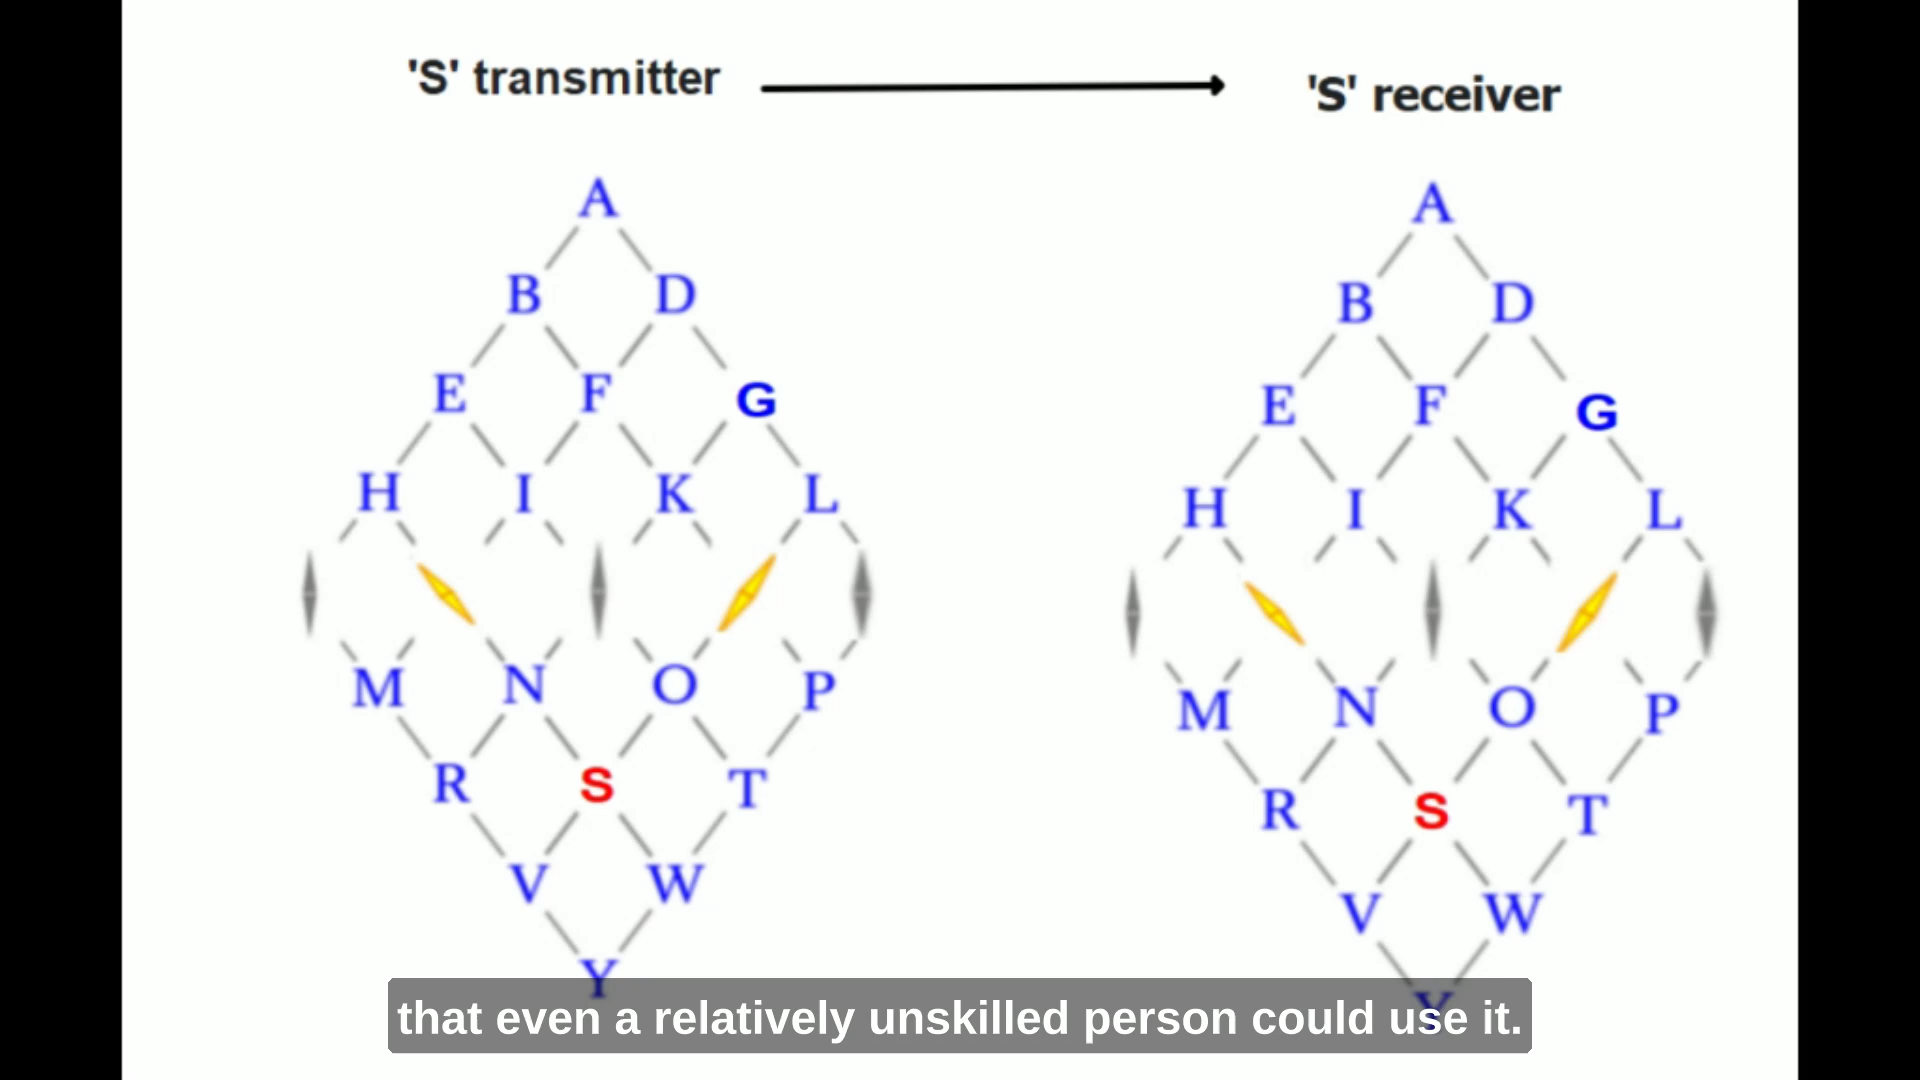 'S' transmitter
'S' receiver
A
B D
E F G
H I K L
M N O P
R S T
V W
Y
A
B D
E F G
H I K L
M N O P
R S T
V W
Y
that even a relatively unskilled person could use it.